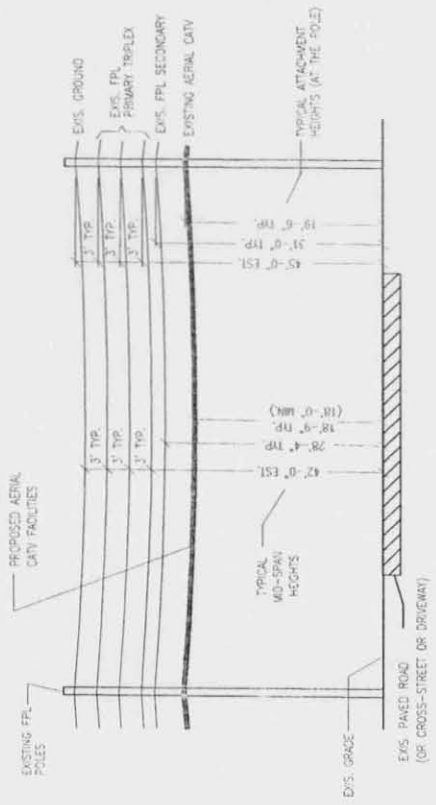 PROPOSED AERIAL
CATV FACILITIES
EXISTING FPL
POLES
EXIS. GROUND
EXIS. FPL
PRIMARY TRIPLEX
EXIS. FPL SECONDARY
EXISTING AERIAL CATV
3' TYP.
3' TYP.
3' TYP.
3' TYP.
3' TYP.
3' TYP.
TYPICAL ATTACHMENT
HEIGHTS (AT THE POLE)
19'-6" TYP.
31'-0" TYP.
45'-0" EST.
(18'-0" MIN.)
18'-9" TYP.
28'-4" TYP.
42'-0" EST.
TYPICAL
MID-SPAN
HEIGHTS
EXIS. GRADE
EXIS PAVED ROAD
(OR CROSS-STREET OR DRIVEWAY)